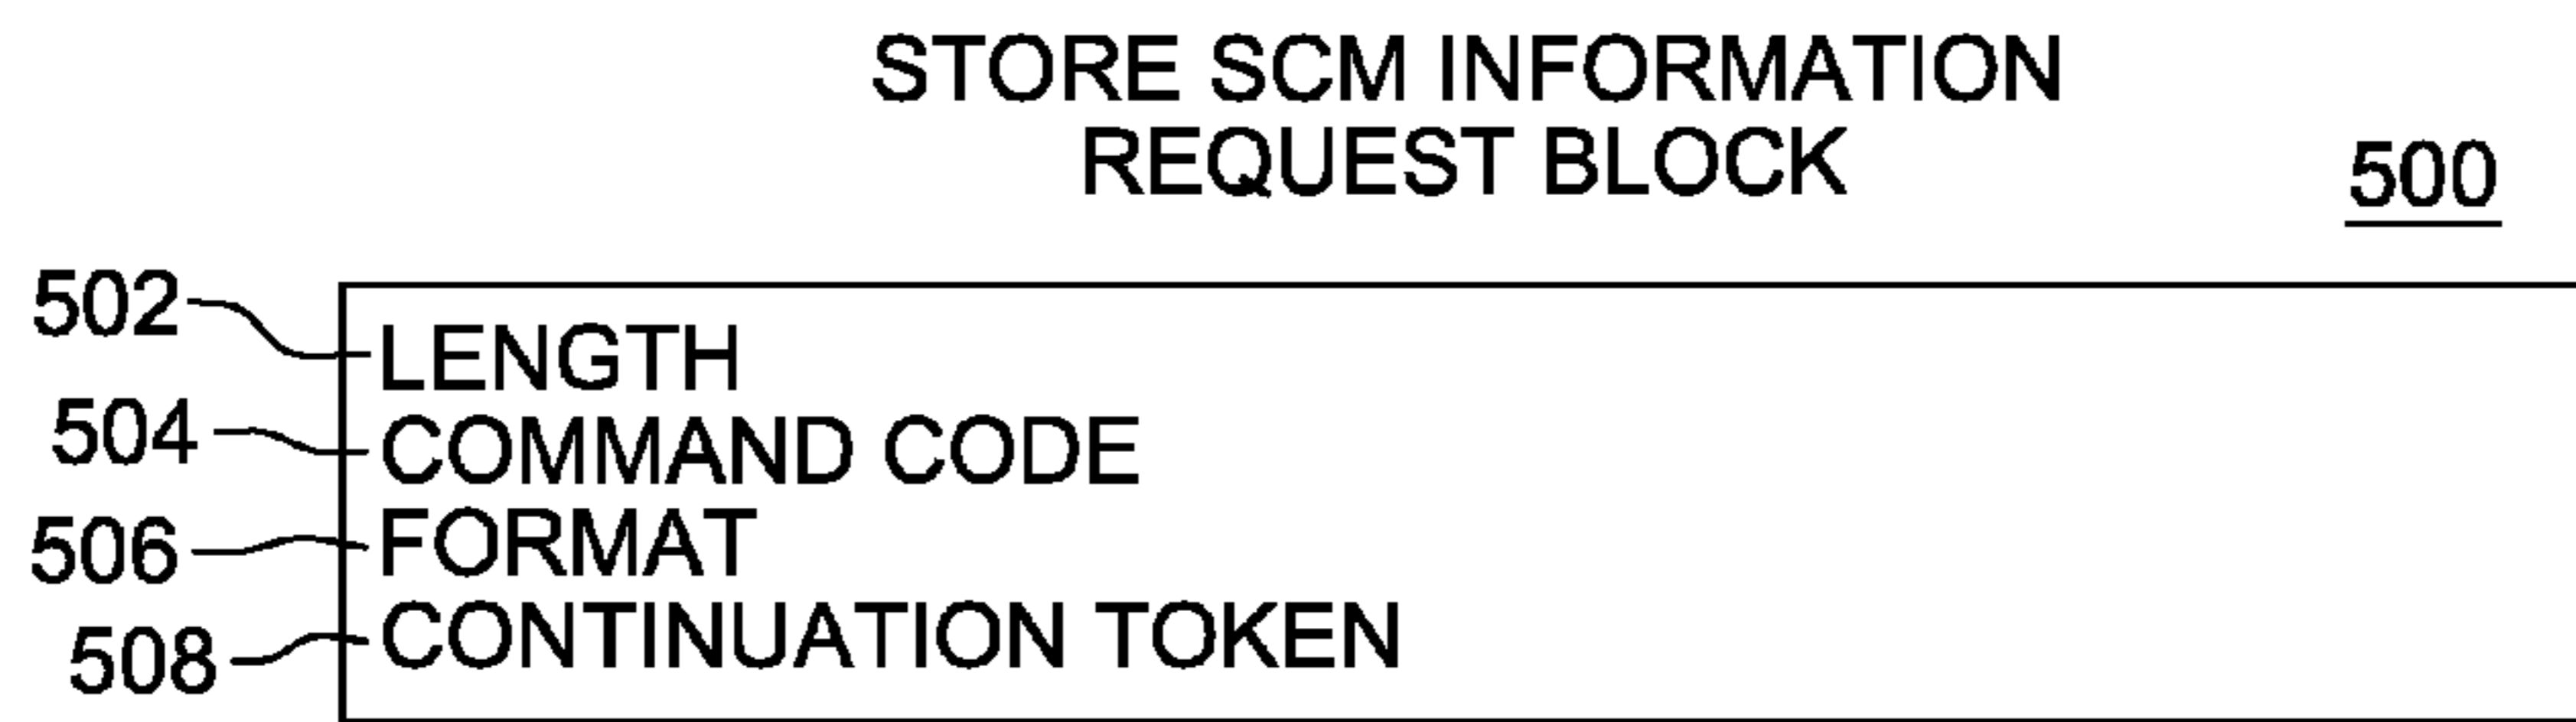 STORE SCM INFORMATION
REQUEST BLOCK
500
502 LENGTH
504 COMMAND CODE
506 FORMAT
508 CONTINUATION TOKEN